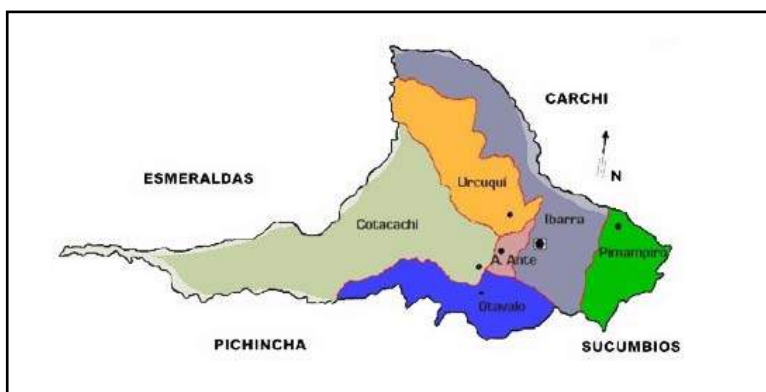 CARCHI
ESMERALDAS
N
Urcuquí
Ibarra
Cotacachi
Pimampiro
A. Ante
Otavalo
PICHINCHA
SUCUMBIOS